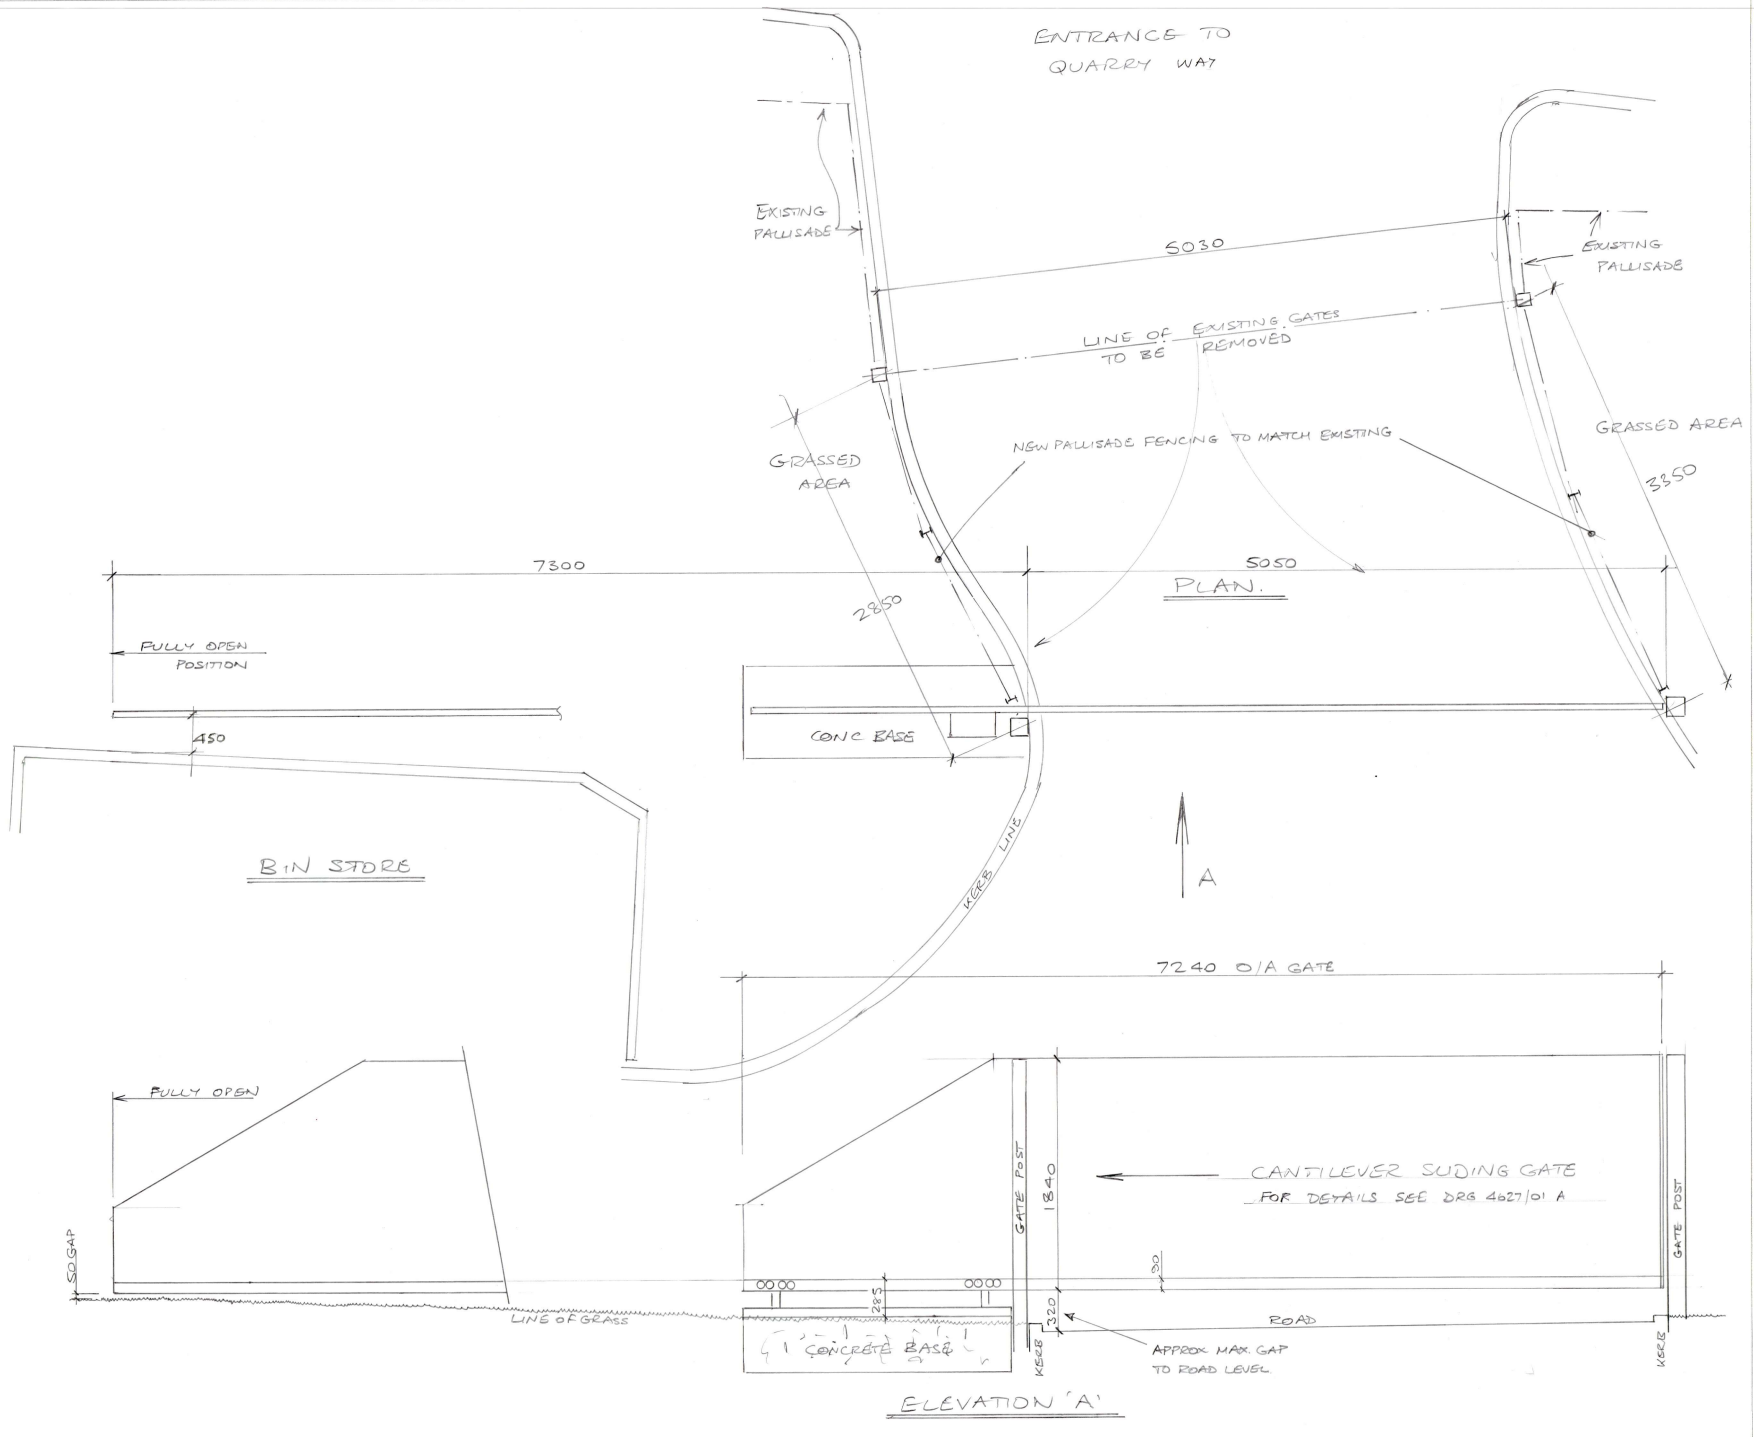 ENTRANCE TO
QUARRY WAY
EXISTING
PALLISADE
5030
EXISTING
PALLISADE
LINE OF EXISTING GATES
TO BE REMOVED
GRASSED AREA
NEW PALLISADE FENCING TO MATCH EXISTING
GRASSED
AREA
3350
7300
5050
PLAN.
2850
FULLY OPEN
POSITION
450
CONC BASE
BIN STORE
KERB LINE
A
7240 O/A GATE
FULLY OPEN
GATE POST
1840
CANTILEVER SLIDING GATE
FOR DETAILS SEE DRG 4627/01 A
GATE POST
50 GAP
90
285
320
LINE OF GRASS
ROAD
CONCRETE BASE
KERB
APPROX MAX. GAP
TO ROAD LEVEL.
KERB
ELEVATION 'A'